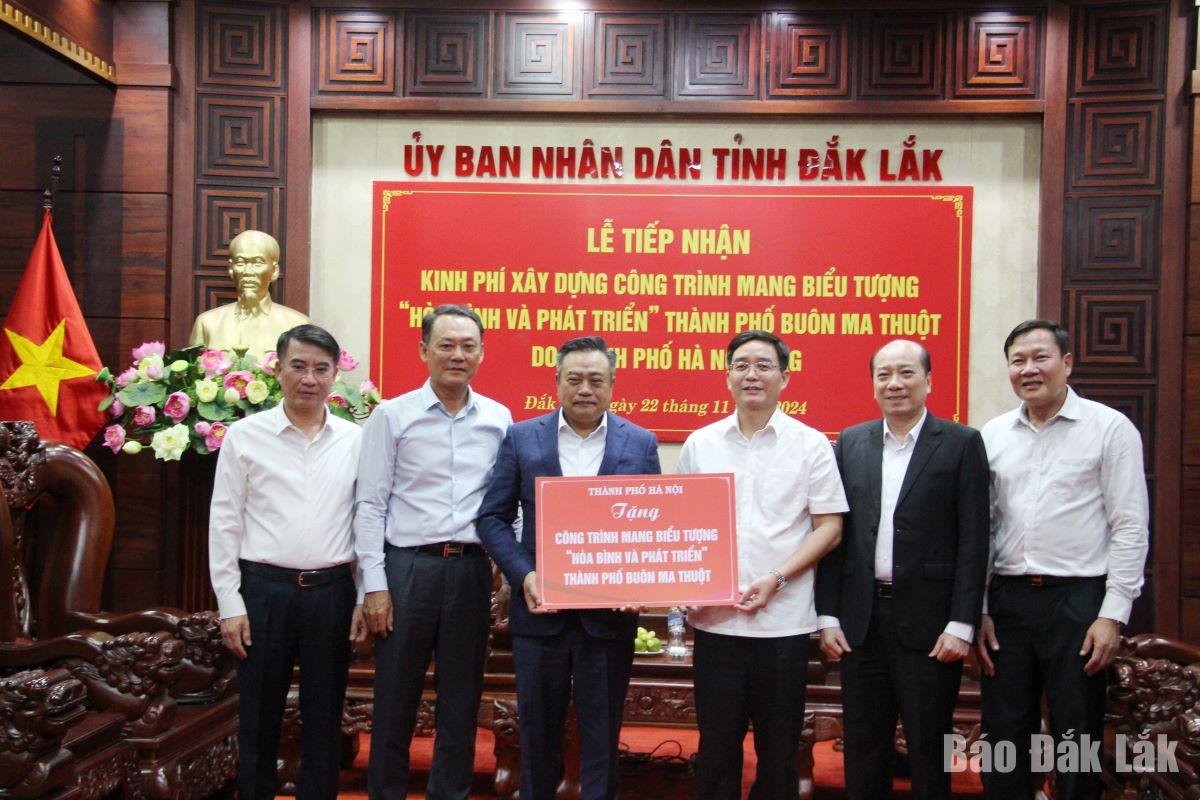 ỦY BAN NHÂN DÂN TỈNH ĐẮK LẮK
LỄ TIẾP NHẬN
KINH PHÍ XÂY DỰNG CÔNG TRÌNH MANG BIỂU TƯỢNG
“HÒA BÌNH VÀ PHÁT TRIỂN” THÀNH PHỐ BUÔN MA THUỘT
DO PHỐ HÀ
Đắk ngày 22 tháng 11 2024
THÀNH PHỐ HÀ NỘI
Tặng
CÔNG TRÌNH MANG BIỂU TƯỢNG
“HÒA BÌNH VÀ PHÁT TRIỂN”
THÀNH PHỐ BUÔN MA THUỘT
Báo Đắk Lắk